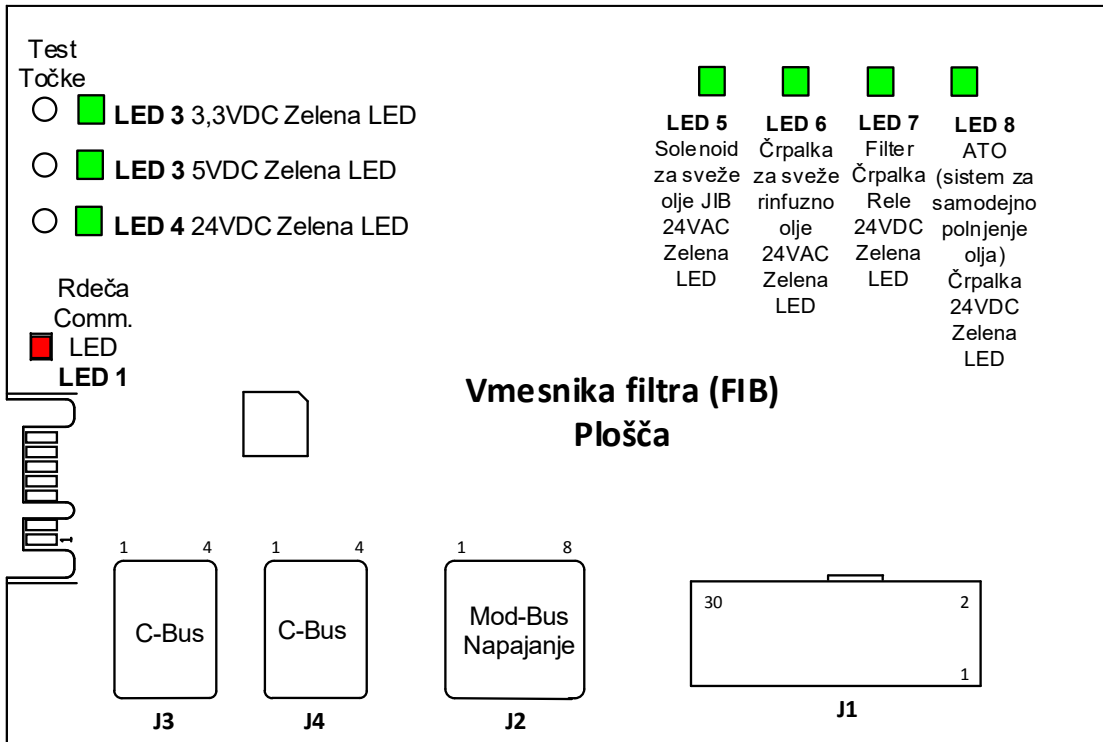 Test
Točke
LED 3 3,3VDC Zelena LED
LED 3 5VDC Zelena LED
LED 4 24VDC Zelena LED
Rdeča
Comm.
LED
LED 1
LED 5
Solenoid
za sveže
olje JIB
24VAC
Zelena
LED
LED 6
Črpalka
za sveže
rinfuzno
olje
24VAC
Zelena
LED
LED 7
Filter
Črpalka
Rele
24VDC
Zelena
LED
LED 8
ATO
(sistem za
samodejno
polnjenje
olja)
Črpalka
24VDC
Zelena
LED
Vmesnika filtra (FIB)
Plošča
1
1 4
C-Bus
J3
1 4
C-Bus
J4
1 8
Mod-Bus
Napajanje
J2
30 2
1
J1